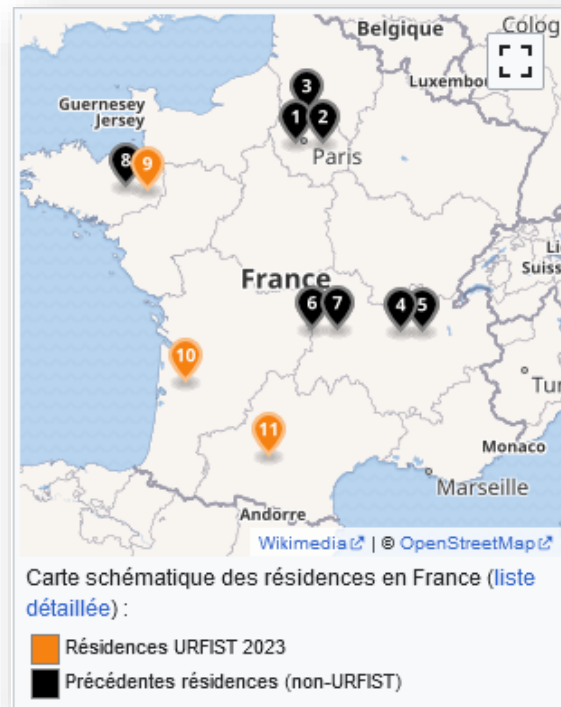 Belgique
Colog
Luxembou
Guernesey
Jersey
3
1
2
Paris
8
9
Li
Suiss
France
6
7
4
5
10
Tur
11
Monaco
Marseille
Andorre
Wikimedia | © OpenStreetMap
Carte schématique des résidences en France (liste
détaillée) :
Résidences URFIST 2023
Précédentes résidences (non-URFIST)